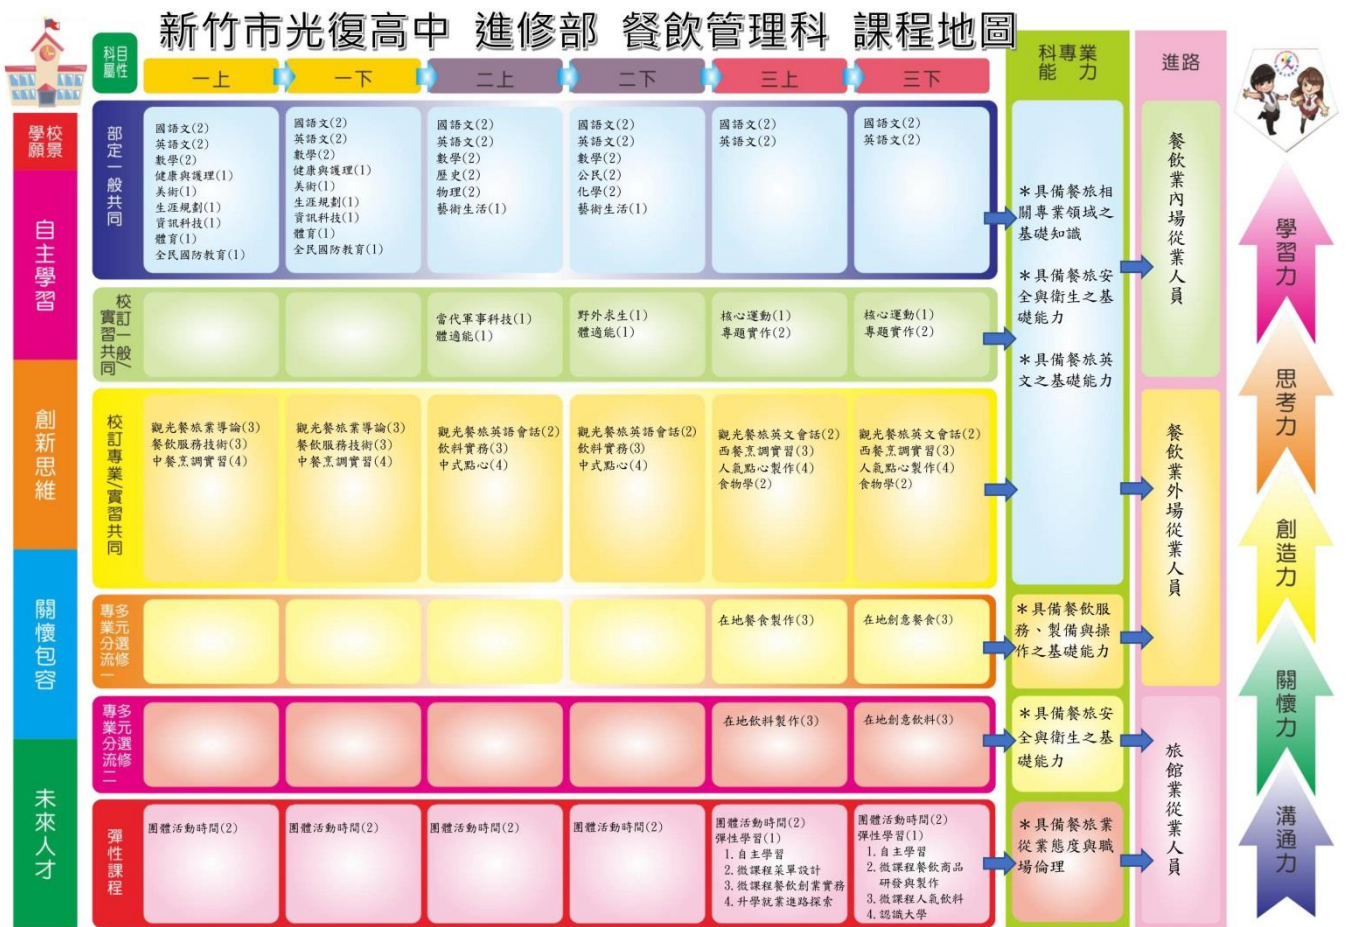 新竹市光復高中 進修部 餐飲管理科 課程地圖
科目屬性
一上
一下
二上
二下
三上
三下
科專業能力
進路
學校願景
自主學習
創新思維
關懷包容
未來人才
部定一般共同
國語文(2)
英語文(2)
數學(2)
健康與護理(1)
美術(1)
生涯規劃(1)
資訊科技(1)
體育(1)
全民國防教育(1)
國語文(2)
英語文(2)
數學(2)
健康與護理(1)
美術(1)
生涯規劃(1)
資訊科技(1)
體育(1)
全民國防教育(1)
國語文(2)
英語文(2)
數學(2)
歷史(2)
物理(2)
藝術生活(1)
國語文(2)
英語文(2)
數學(2)
公民(2)
化學(2)
藝術生活(1)
國語文(2)
英語文(2)
國語文(2)
英語文(2)
校訂一般/
實習共同
當代軍事科技(1)
體適能(1)
野外求生(1)
體適能(1)
核心運動(1)
專題實作(2)
核心運動(1)
專題實作(2)
校訂專業/實習共同
觀光餐旅業導論(3)
餐飲服務技術(3)
中餐烹調實習(4)
觀光餐旅業導論(3)
餐飲服務技術(3)
中餐烹調實習(4)
觀光餐旅英語會話(2)
飲料實務(3)
中式點心(4)
觀光餐旅英語會話(2)
飲料實務(3)
中式點心(4)
觀光餐旅英文會話(2)
西餐烹調實習(3)
人氣點心製作(4)
食物學(2)
觀光餐旅英文會話(2)
西餐烹調實習(3)
人氣點心製作(4)
食物學(2)
多元選修
專業分流一
在地餐食製作(3)
在地創意餐食(3)
多元選修
專業分流二
在地飲料製作(3)
在地創意飲料(3)
彈性課程
團體活動時間(2)
團體活動時間(2)
團體活動時間(2)
團體活動時間(2)
團體活動時間(2)
彈性學習(1)
1.自主學習
2.微課程菜單設計
3.微課程餐飲創業實務
4.升學就業進路探索
團體活動時間(2)
彈性學習(1)
1.自主學習
2.微課程餐飲商品
研發與製作
3.微課程人氣飲料
4.認識大學
＊具備餐旅相
關專業領域之
基礎知識
＊具備餐旅安
全與衛生之基
礎能力
＊具備餐旅英
文之基礎能力
＊具備餐飲服
務、製備與操
作之基礎能力
＊具備餐旅安
全與衛生之基
礎能力
＊具備餐旅業
從業態度與職
場倫理
餐飲業內場從業人員
餐飲業外場從業人員
旅館業從業人員
學習力
思考力
創造力
關懷力
溝通力